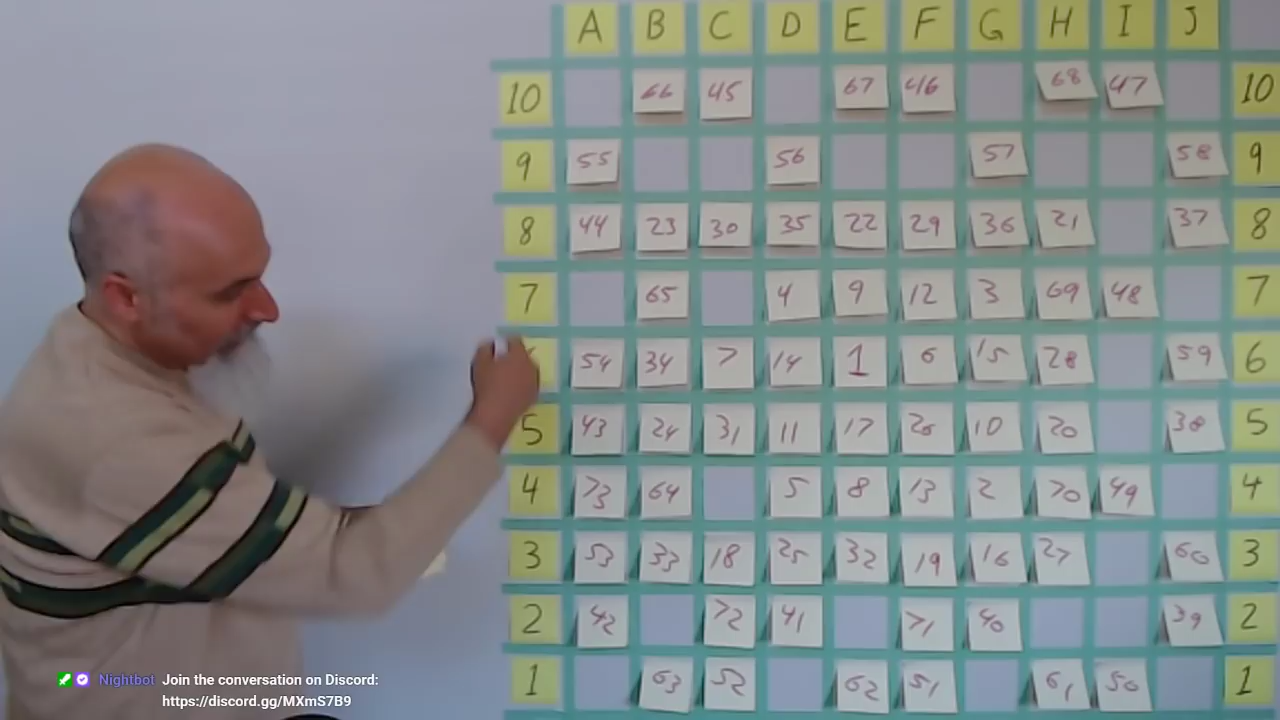 A B C D E F G H I J
10 66 45 67 46 68 47 10
9 55 56 57 58 9
8 44 23 30 35 22 29 36 21 37 8
7 65 4 9 12 3 69 48 7
54 34 7 14 1 6 15 28 59 6
5 43 24 31 11 17 26 10 20 38 5
4 73 64 5 8 13 2 70 49 4
3 53 33 18 25 32 19 16 27 60 3
2 42 72 41 71 40 39 2
1 63 52 62 51 61 50 1
Nightbot Join the conversation on Discord:
https://discord.gg/MXmS7B9